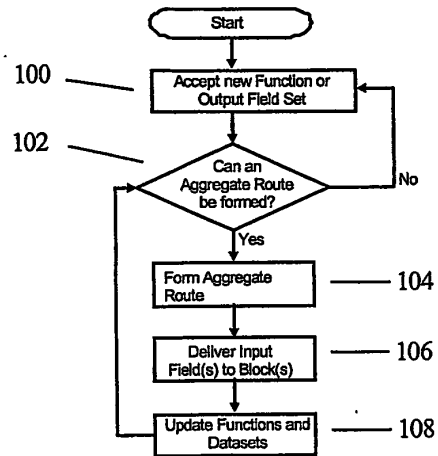 Start
100
Accept new Function or
Output Field Set
102
Can an
Aggregate Route
be formed?
No
Yes
Form Aggregate
Route
104
Deliver Input
Field(s) to Block(s)
106
Update Functions and
Datasets
108